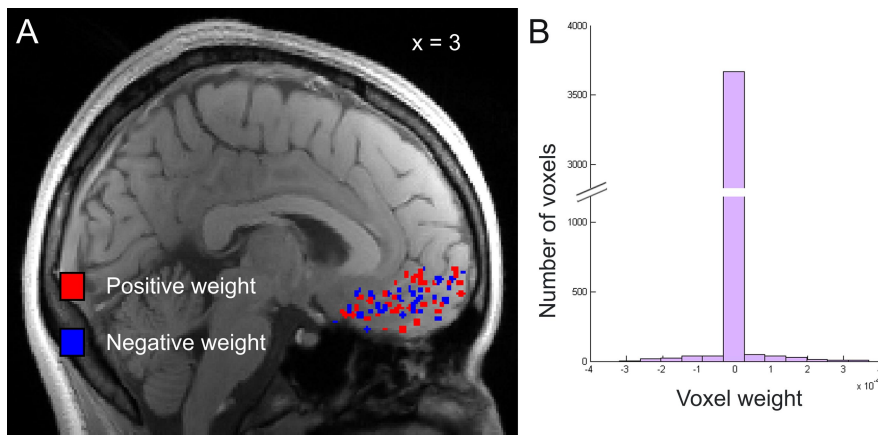 A
x = 3
Positive weight
Negative weight
B
Number of voxels
4000
3500
3000
1000
500
0
-4
-3
-2
-1
-0
1
2
3
4
Voxel weight